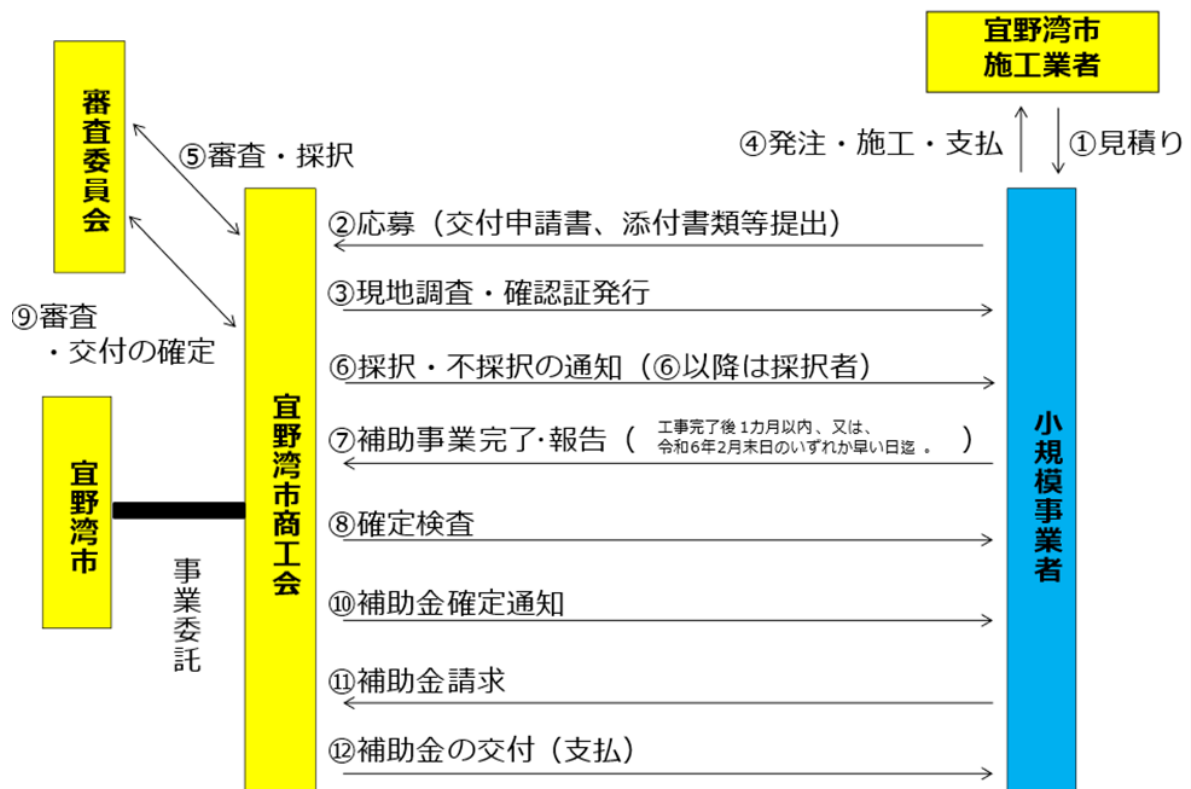 宜野湾市
施工業者
審査委員会
⑤審査・採択
④発注・施工・支払
①見積り
②応募（交付申請書、添付書類等提出）
③現地調査・確認証発行
⑨審査
・交付の確定
⑥採択・不採択の通知（⑥以降は採択者）
宜野湾市商工会
小規模事業者
⑦補助事業完了･報告（ 工事完了後1カ月以内、又は、
令和6年2月末日のいずれか早い日迄 。 ）
宜野湾市
⑧確定検査
事業委託
⑩補助金確定通知
⑪補助金請求
⑫補助金の交付（支払）